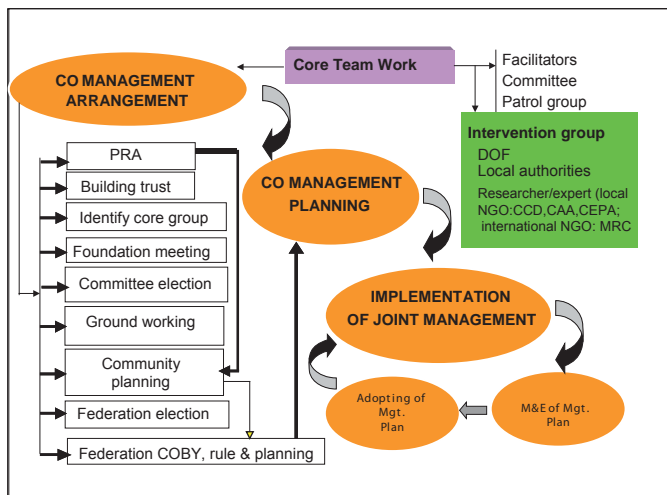 Core Team Work
Facilitators
Committee
Patrol group
CO MANAGEMENT
ARRANGEMENT
Intervention group
DOF
Local authorities
Researcher/expert (local
NGO:CCD,CAA,CEPA;
international NGO: MRC
PRA
Building trust
Identify core group
Foundation meeting
Committee election
Ground working
Community
planning
Federation election
Federation COBY, rule & planning
CO MANAGEMENT
PLANNING
IMPLEMENTATION
OF JOINT MANAGEMENT
Adopting of
Mgt.
Plan
M&E of Mgt.
Plan